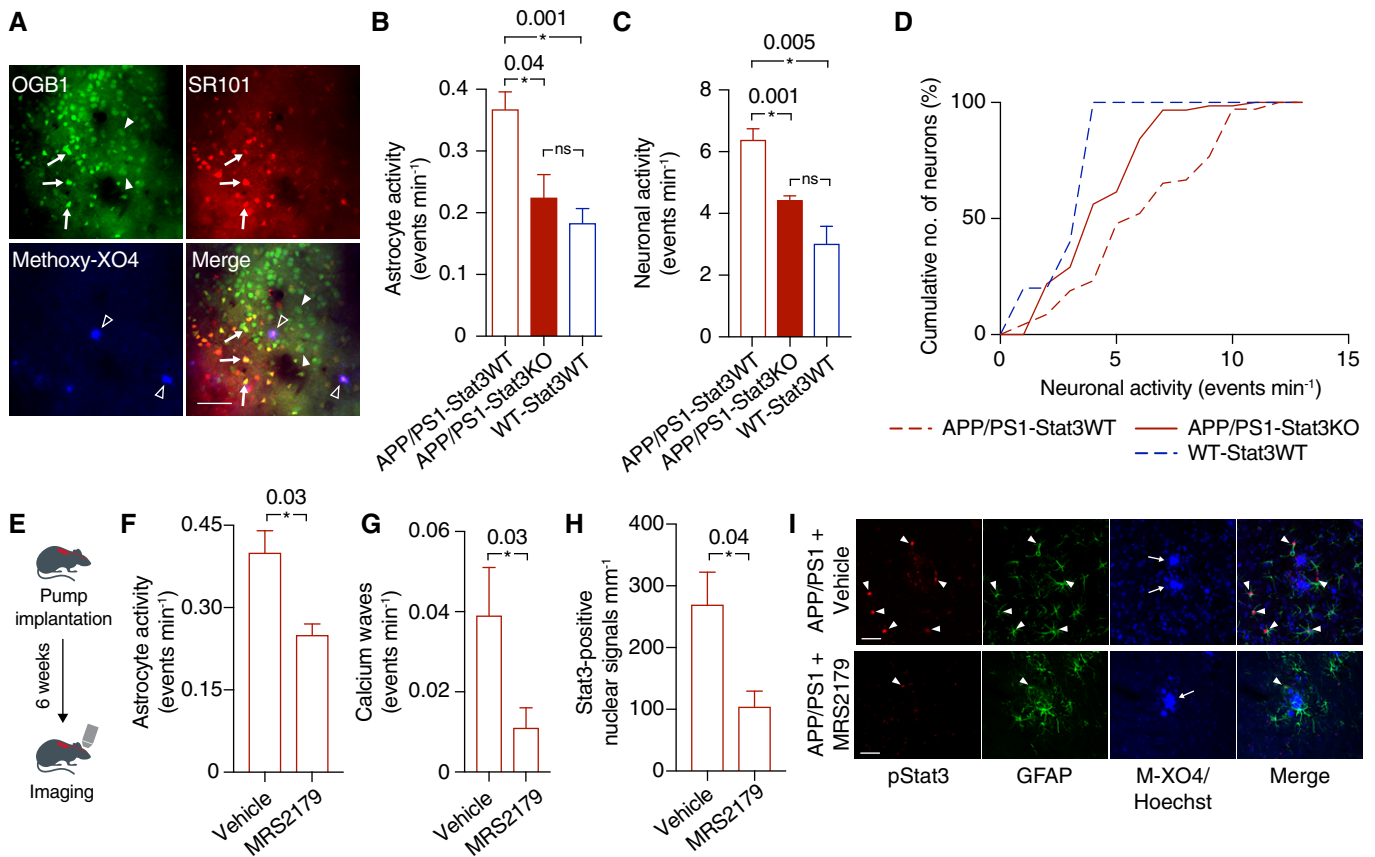 A
OGB1
SR101
Methoxy-XO4
Merge
B
0.001
*
0.04
*
ns
Astrocyte activity
(events min-1)
0.4
0.3
0.2
0.1
0
APP/PS1-Stat3WT
APP/PS1-Stat3KO
WT-Stat3WT
C
0.005
*
0.001
*
ns
Neuronal activity
(events min-1)
8
6
4
2
0
APP/PS1-Stat3WT
APP/PS1-Stat3KO
WT-Stat3WT
D
Cumulative no. of neurons (%)
100
50
0
0 5 10 15
Neuronal activity (events min-1)
APP/PS1-Stat3WT
APP/PS1-Stat3KO
WT-Stat3WT
E
Pump
implantation
6 weeks
Imaging
F
0.03
*
Astrocyte activity
(events min-1)
0.45
0.30
0.15
0
Vehicle
MRS2179
G
0.03
*
Calcium waves
(events min-1)
0.06
0.04
0.02
0
Vehicle
MRS2179
H
0.04
*
Stat3-positive
nuclear signals mm-1
400
300
200
100
0
Vehicle
MRS2179
I
APP/PS1 +
Vehicle
APP/PS1 +
MRS2179
pStat3
GFAP
M-XO4/
Hoechst
Merge